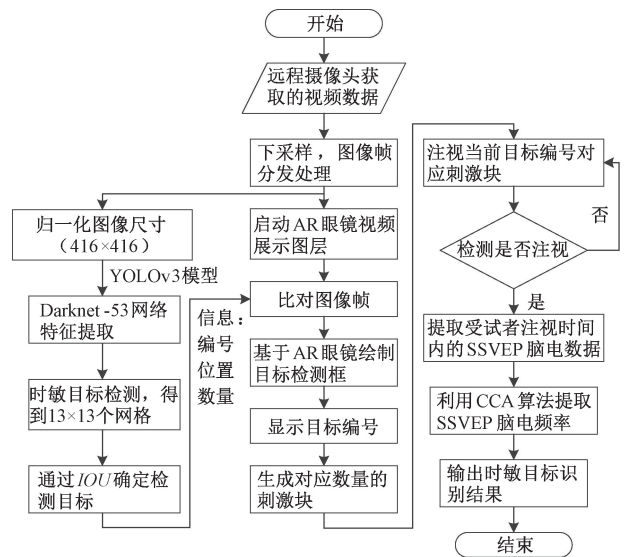 开始
远程摄像头获
取的视频数据
下采样，图像帧
分发处理
归一化图像尺寸
（416×416）
YOLOv3模型
Darknet -53网络
特征提取
时敏目标检测，得
到13×13个网格
通过IOU确定检
测目标
信息：
编号
位置
数量
启动AR眼镜视频
展示图层
比对图像帧
基于AR眼镜绘制
目标检测框
显示目标编号
生成对应数量的
刺激块
注视当前目标编号对
应刺激块
检测是否注视
否
是
提取受试者注视时间
内的SSVEP脑电数据
利用CCA算法提取
SSVEP脑电频率
输出时敏目标识
别结果
结束